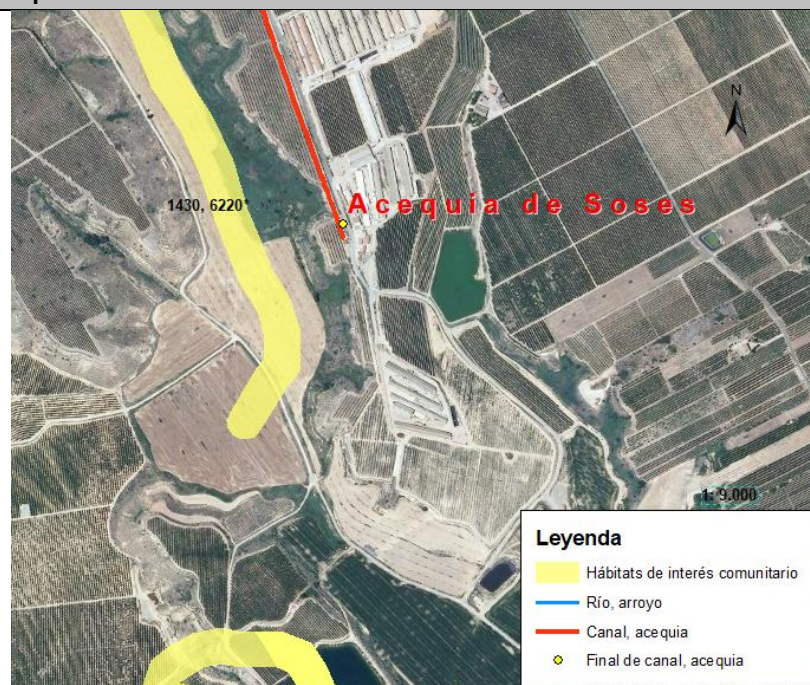 N
1430, 6220*
Acequia de Soses
1: 9.000
Leyenda
Hábitats de interés comunitario
Río, arroyo
Canal, acequia
Final de canal, acequia